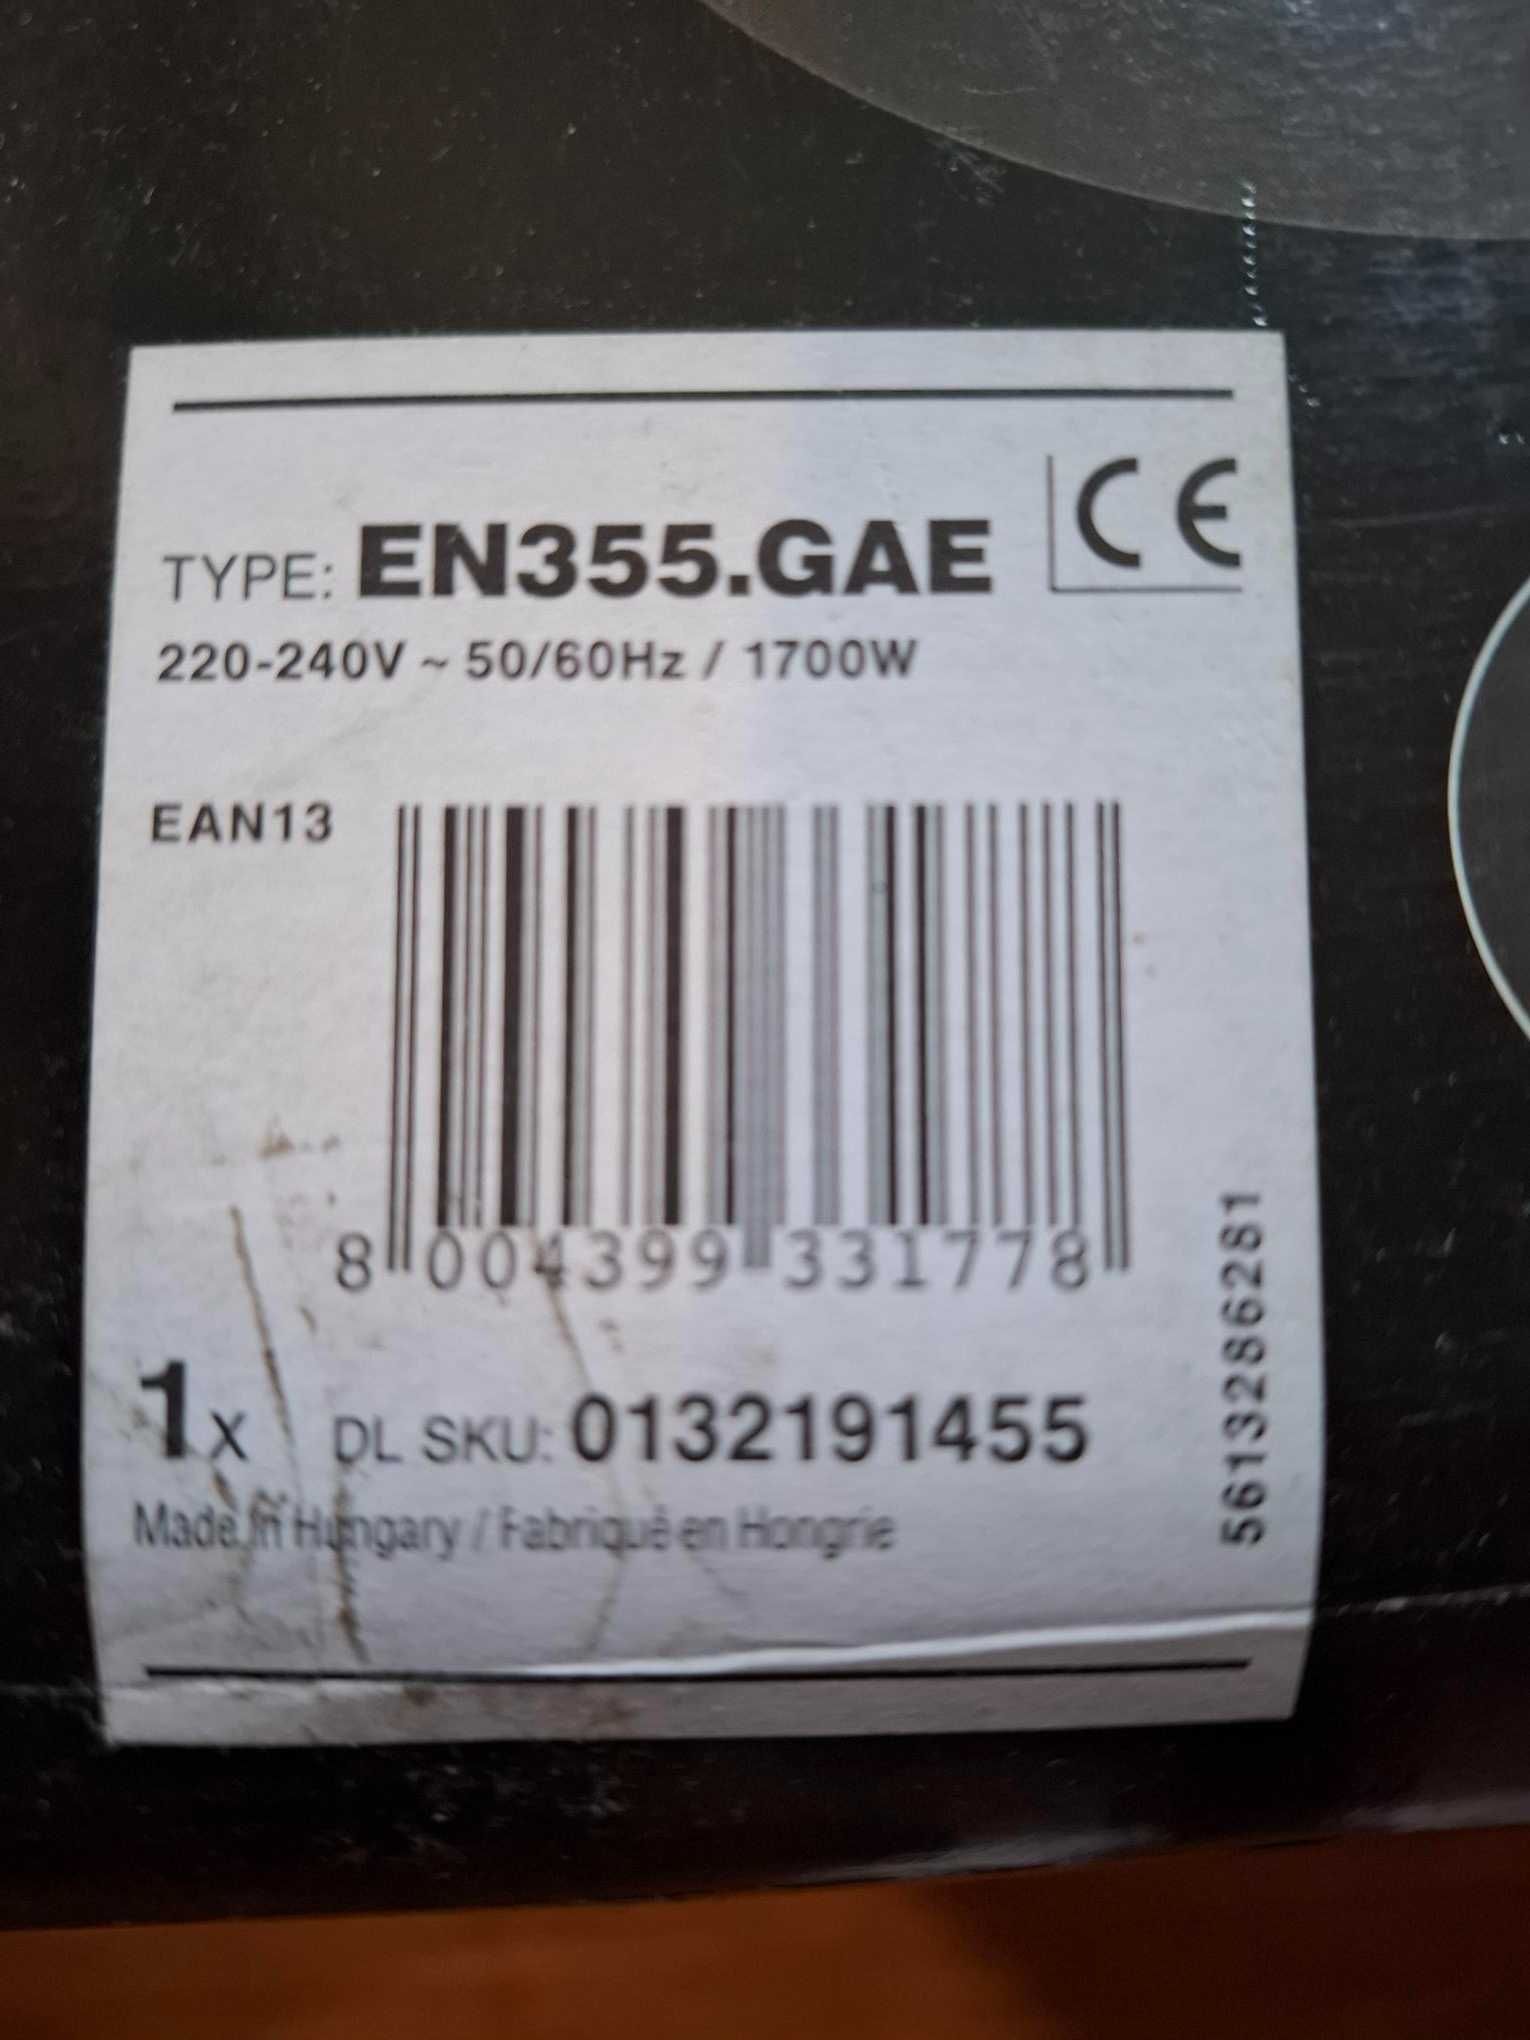 TYPE: EN355.GAE CE
220-240V ~ 50/60Hz / 1700W
EAN13
8 004399 331778
1x DL SKU: 0132191455
Made in Hungary / Fabriqué en Hongrie
5613286281